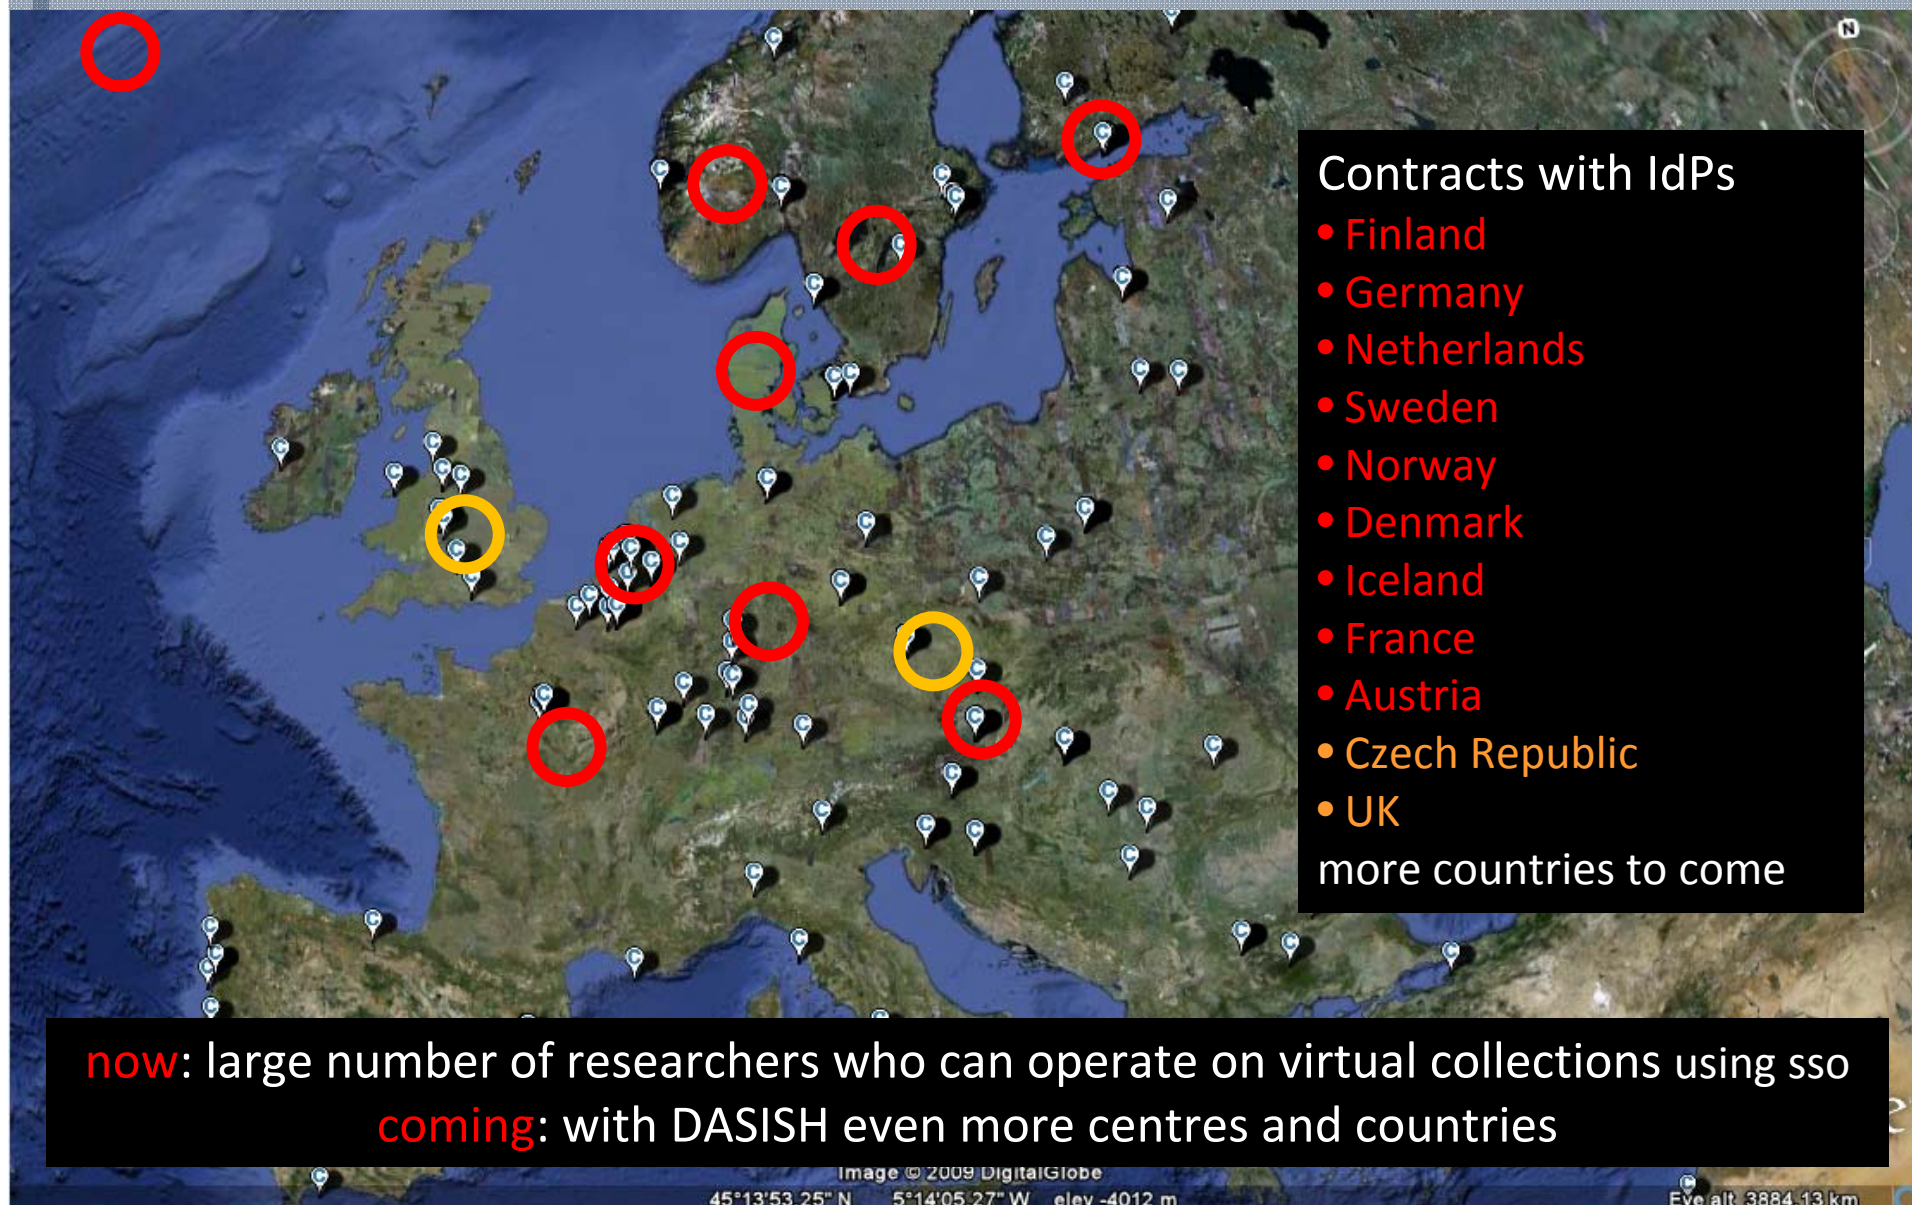 N
Contracts with IdPs
• Finland
• Germany
• Netherlands
• Sweden
• Norway
• Denmark
• Iceland
• France
• Austria
• Czech Republic
• UK
more countries to come
now: large number of researchers who can operate on virtual collections using sso
coming: with DASISH even more centres and countries
Image © 2009 DigitalGlobe
45°13'53.25" N 5°14'05.27" W elev -4012 m
Eye alt 3884.13 km